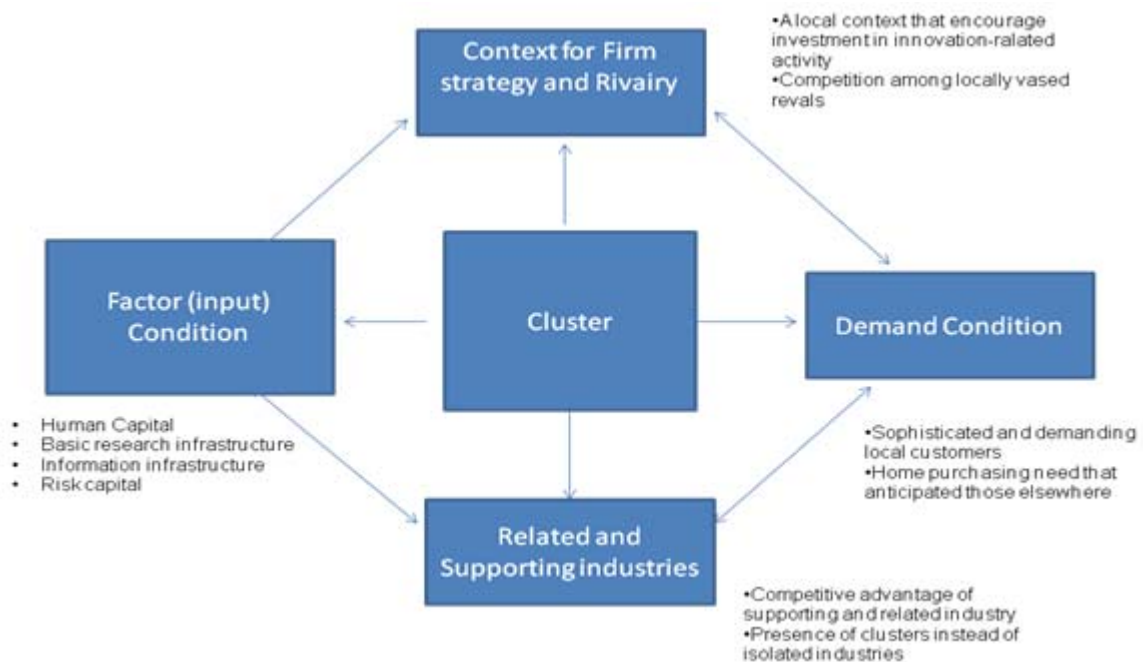 Context for Firm
strategy and Rivairy
•A local context that encourage
investment in innovation-ralated
activity
•Competition among locally vased
revals
Factor (input)
Condition
Cluster
Demand Condition
• Human Capital
• Basic research infrastructure
• Information infrastructure
• Risk capital
•Sophisticated and demanding
local customers
•Home purchasing need that
anticipated those elsewhere
Related and
Supporting industries
•Competitive advantage of
supporting and related industry
•Presence of clusters instead of
isolated industries